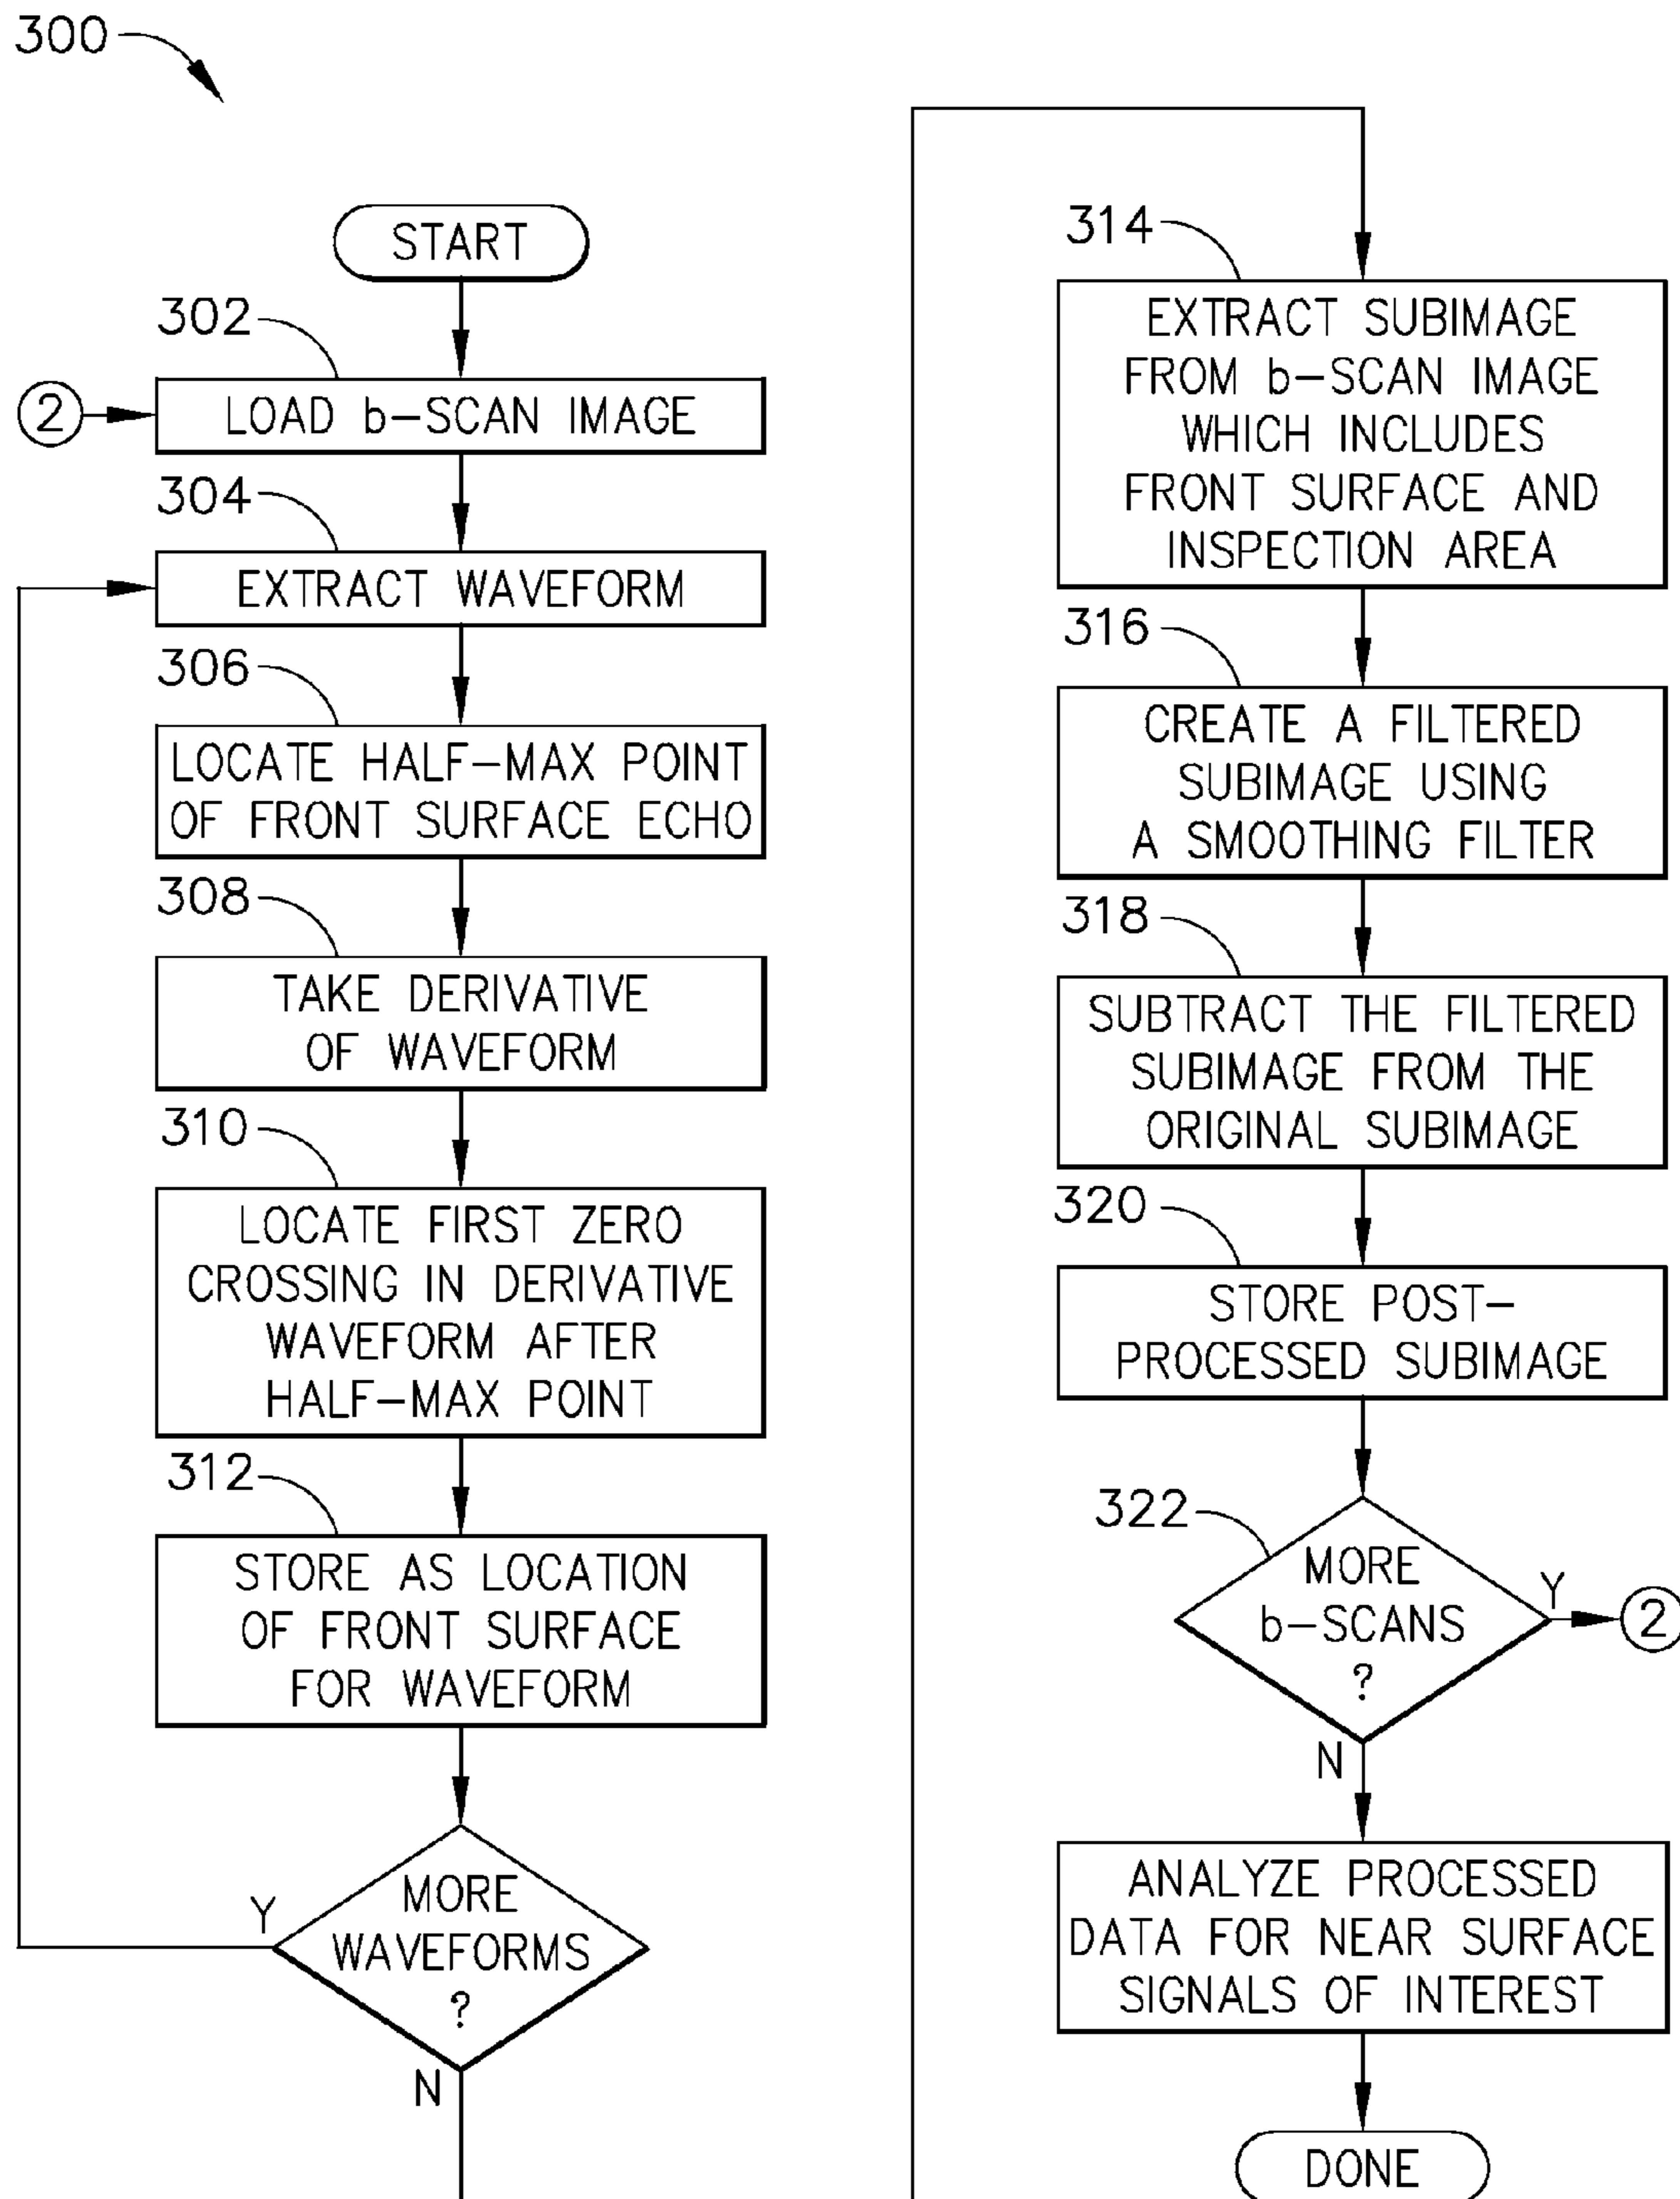 300
START
302
2
LOAD b-SCAN IMAGE
304
EXTRACT WAVEFORM
306
LOCATE HALF-MAX POINT
OF FRONT SURFACE ECHO
308
TAKE DERIVATIVE
OF WAVEFORM
310
LOCATE FIRST ZERO
CROSSING IN DERIVATIVE
WAVEFORM AFTER
HALF-MAX POINT
312
STORE AS LOCATION
OF FRONT SURFACE
FOR WAVEFORM
MORE
WAVEFORMS
?
Y
N
314
EXTRACT SUBIMAGE
FROM b-SCAN IMAGE
WHICH INCLUDES
FRONT SURFACE AND
INSPECTION AREA
316
CREATE A FILTERED
SUBIMAGE USING
A SMOOTHING FILTER
318
SUBTRACT THE FILTERED
SUBIMAGE FROM THE
ORIGINAL SUBIMAGE
320
STORE POST-
PROCESSED SUBIMAGE
322
MORE
b-SCANS
?
Y
2
N
ANALYZE PROCESSED
DATA FOR NEAR SURFACE
SIGNALS OF INTEREST
DONE